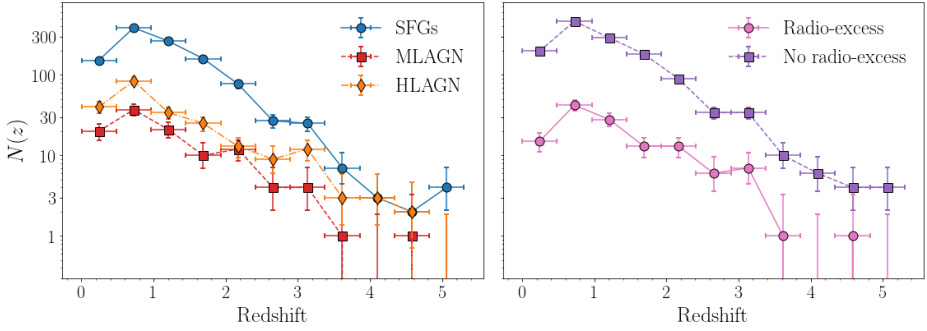 300
100
30
10
3
1
N(z)
0 1 2 3 4 5
Redshift
SFGs
MLAGN
HLAGN
0 1 2 3 4 5
Redshift
Radio-excess
No radio-excess